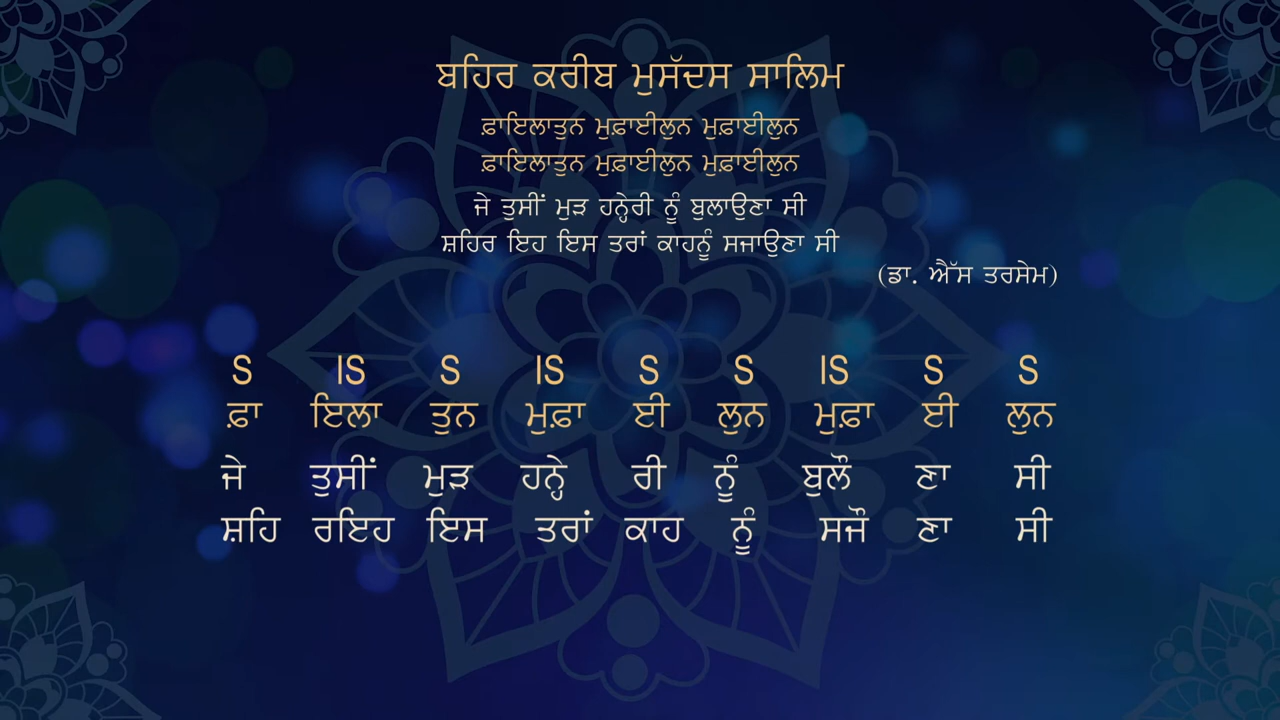 ਬਹਿਰ ਕਰੀਬ ਮੁਸੱਦਸ ਸਾਲਿਮ
ਫ਼ਾਇਲਾਤੁਨ ਮੁਫ਼ਾਈਲੁਨ ਮੁਫ਼ਾਈਲੁਨ
ਫ਼ਾਇਲਾਤੁਨ ਮੁਫ਼ਾਈਲੁਨ ਮੁਫ਼ਾਈਲੁਨ
ਜੇ ਤੁਸੀਂ ਮੁੜ ਹਨ੍ਹੇਰੀ ਨੂੰ ਬੁਲਾਉਣਾ ਸੀ
ਸ਼ਹਿਰ ਇਹ ਇਸ ਤਰਾਂ ਕਾਹਨੂੰ ਸਜਾਉਣਾ ਸੀ
(ਡਾ. ਐੱਸ ਤਰਸੇਮ)
S IS S IS S S IS S S
ਫ਼ਾ ਇਲਾ ਤੁਨ ਮੁਫ਼ਾ ਈ ਲੁਨ ਮੁਫ਼ਾ ਈ ਲੁਨ
ਜੇ ਤੁਸੀਂ ਮੁੜ ਹਨ੍ਹੇ ਰੀ ਨੂੰ ਬੁਲੌ ਣਾ ਸੀ
ਸ਼ਹਿ ਰਇਹ ਇਸ ਤਰਾਂ ਕਾਹ ਨੂੰ ਸਜੌ ਣਾ ਸੀ